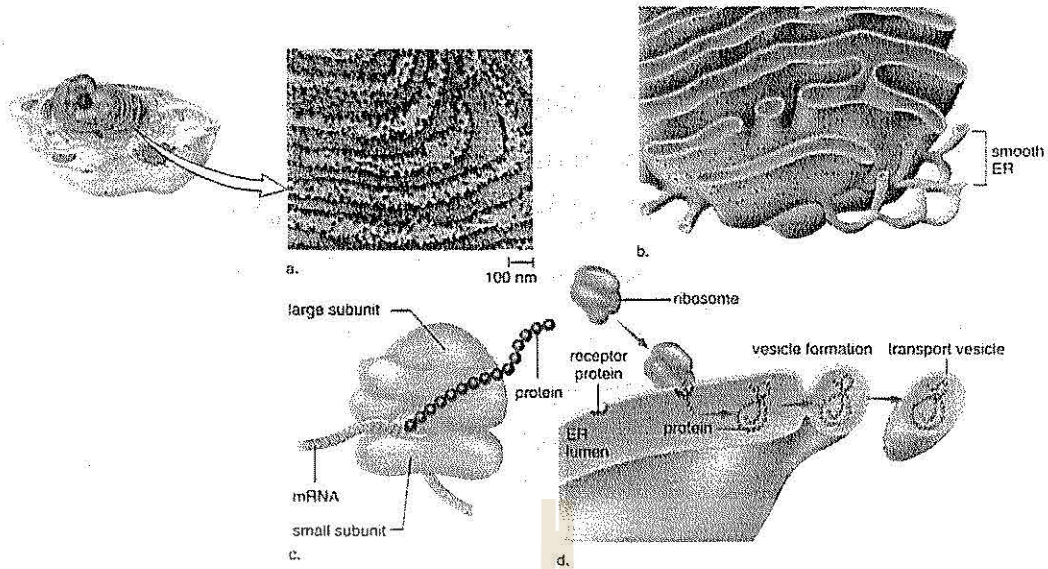 smooth
ER
b.
a.
100 nm
large subunit
protein
mRNA
small subunit
c.
ribosome
receptor
protein
vesicle formation
transport vesicle
protein
ER
lumen
d.